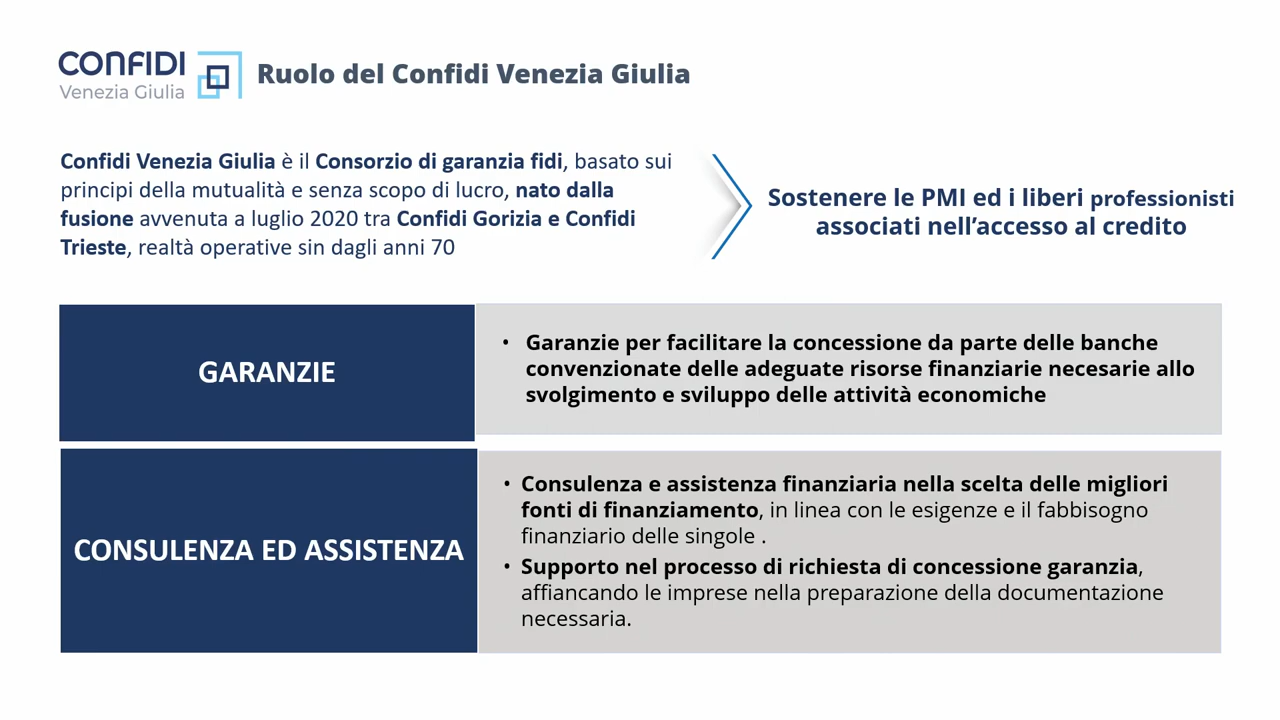 CONFIDI
Venezia Giulia
Ruolo del Confidi Venezia Giulia
Confidi Venezia Giulia è il Consorzio di garanzia fidi, basato sui
principi della mutualità e senza scopo di lucro, nato dalla
fusione avvenuta a luglio 2020 tra Confidi Gorizia e Confidi
Trieste, realtà operative sin dagli anni 70
Sostenere le PMI ed i liberi professionisti
associati nell’accesso al credito
GARANZIE
• Garanzie per facilitare la concessione da parte delle banche
convenzionate delle adeguate risorse finanziarie necesarie allo
svolgimento e sviluppo delle attività economiche
CONSULENZA ED ASSISTENZA
• Consulenza e assistenza finanziaria nella scelta delle migliori
fonti di finanziamento, in linea con le esigenze e il fabbisogno
finanziario delle singole .
• Supporto nel processo di richiesta di concessione garanzia,
affiancando le imprese nella preparazione della documentazione
necessaria.